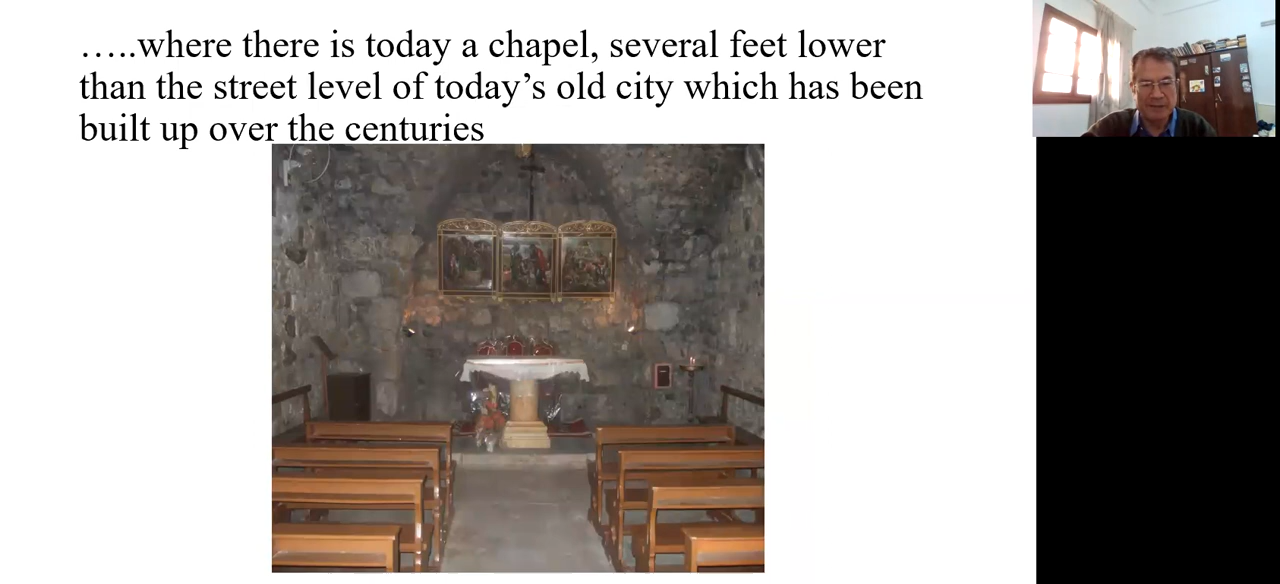 …..where there is today a chapel, several feet lower
than the street level of today’s old city which has been
built up over the centuries